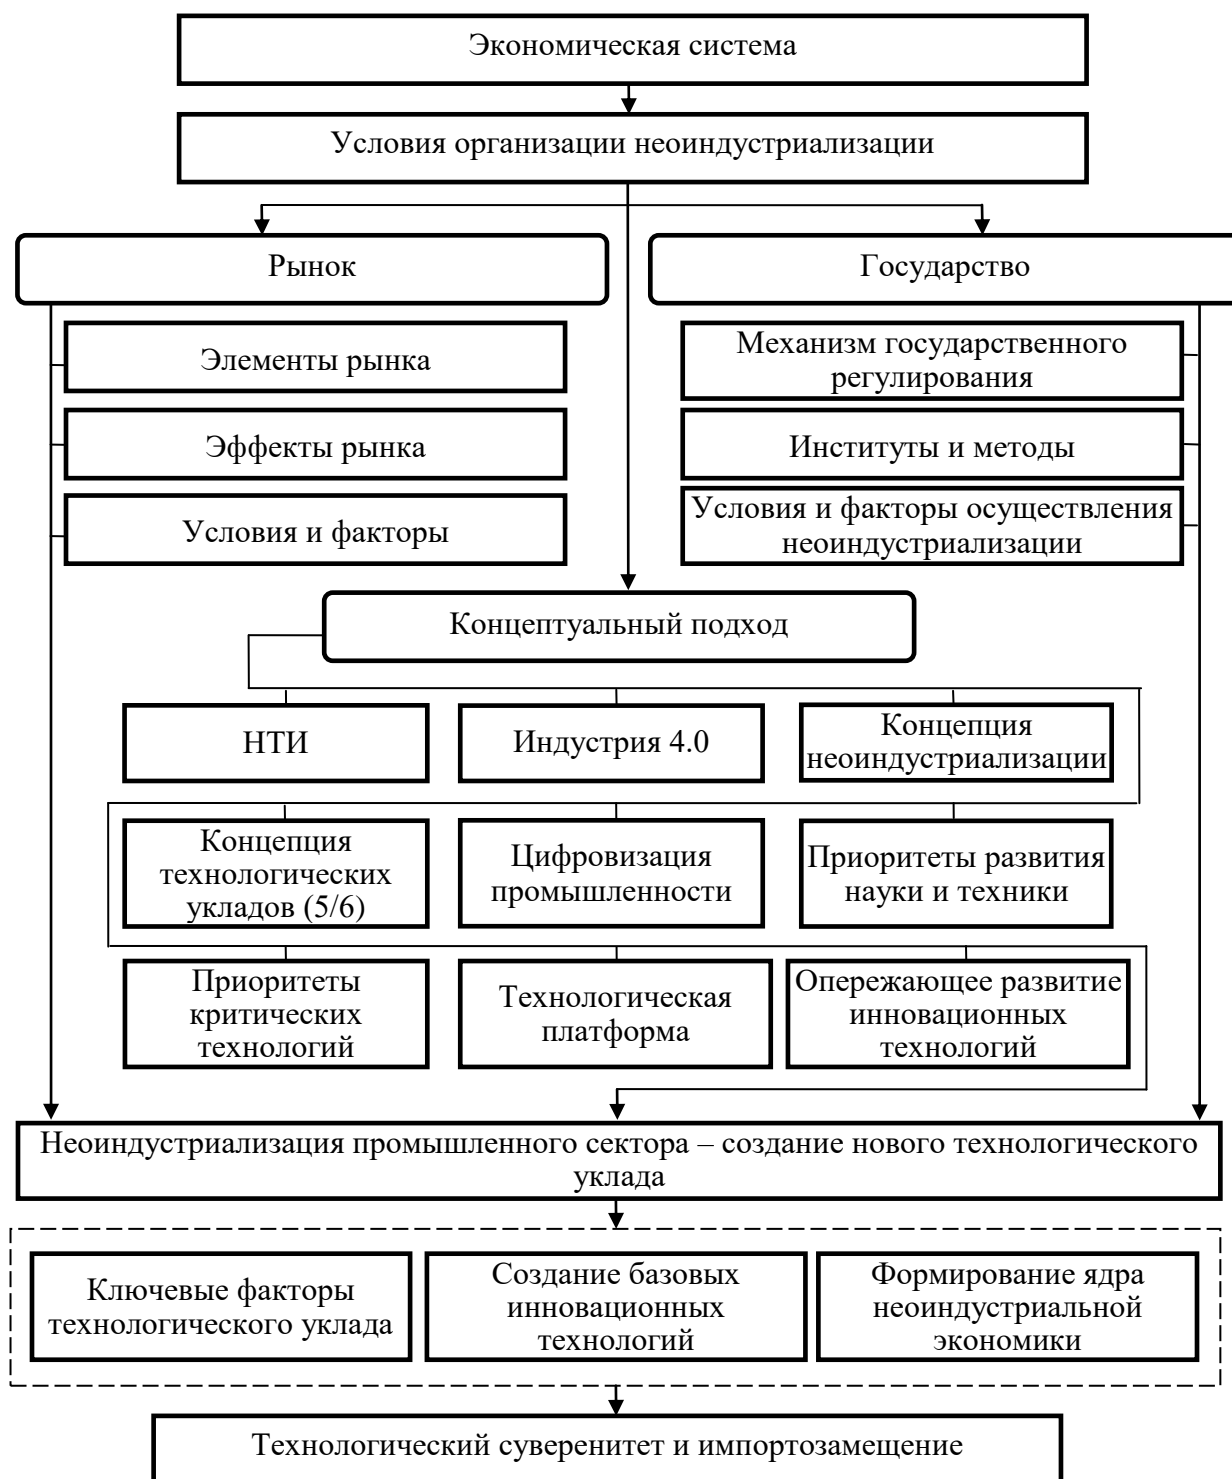 Экономическая система
Условия организации неоиндустриализации
Рынок
Государство
Элементы рынка
Эффекты рынка
Условия и факторы
Механизм государственного
регулирования
Институты и методы
Условия и факторы осуществления
неоиндустриализации
Концептуальный подход
НТИ
Индустрия 4.0
Концепция
неоиндустриализации
Концепция
технологических
укладов (5/6)
Цифровизация
промышленности
Приоритеты развития
науки и техники
Приоритеты
критических
технологий
Технологическая
платформа
Опережающее развитие
инновационных
технологий
Неоиндустриализация промышленного сектора – создание нового технологического
уклада
Ключевые факторы
технологического уклада
Создание базовых
инновационных
технологий
Формирование ядра
неоиндустриальной
экономики
Технологический суверенитет и импортозамещение